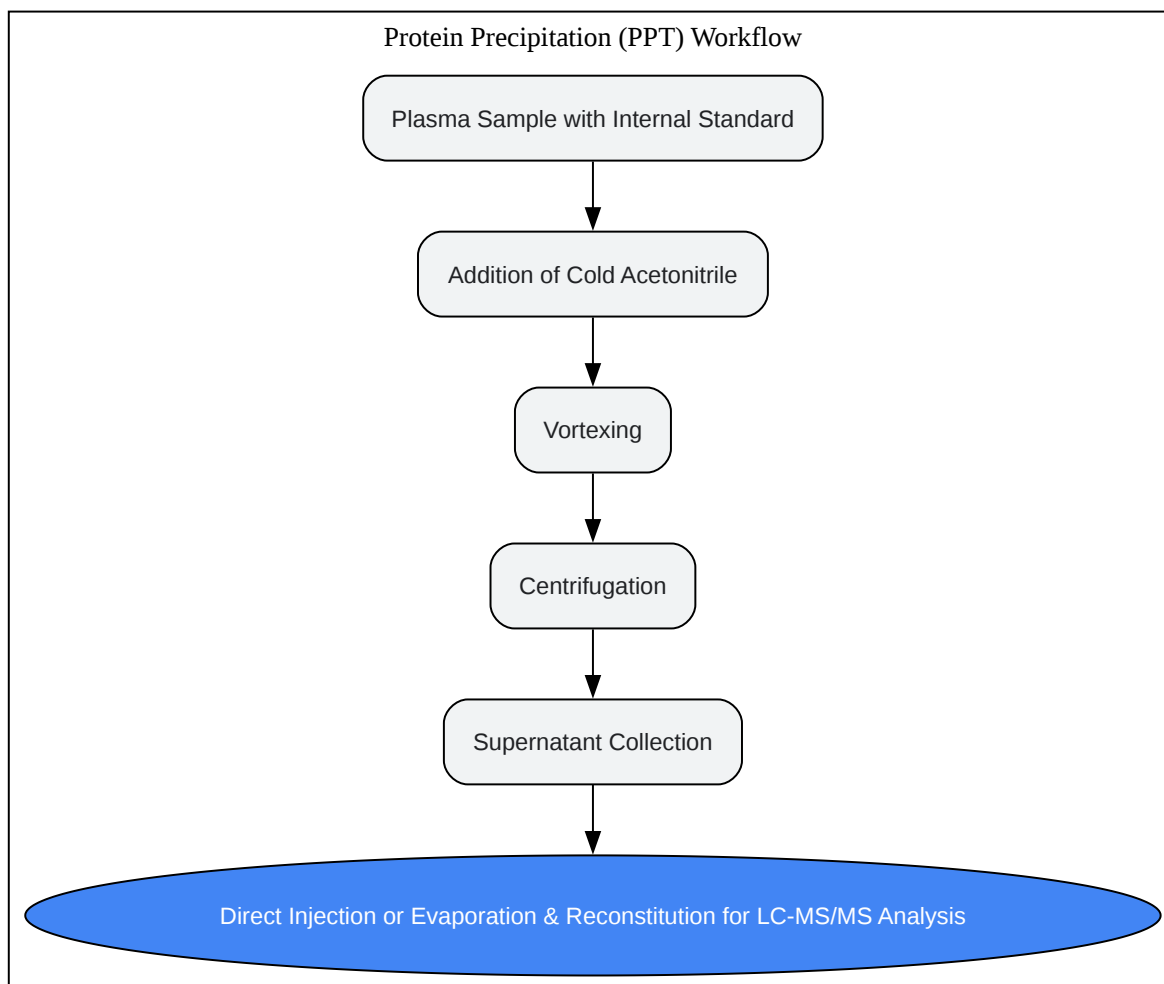 Protein Precipitation (PPT) Workflow
Plasma Sample with Internal Standard
Addition of Cold Acetonitrile
Vortexing
Centrifugation
Supernatant Collection
Direct Injection or Evaporation & Reconstitution for LC-MS/MS Analysis